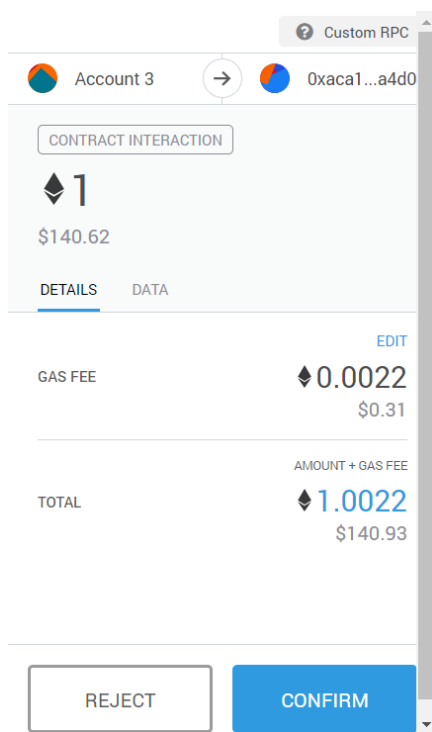 Custom RPC
Account 3
0xaca1...a4d0
CONTRACT INTERACTION
1
$140.62
DETAILS DATA
EDIT
GAS FEE 0.0022
$0.31
AMOUNT + GAS FEE
TOTAL 1.0022
$140.93
REJECT CONFIRM